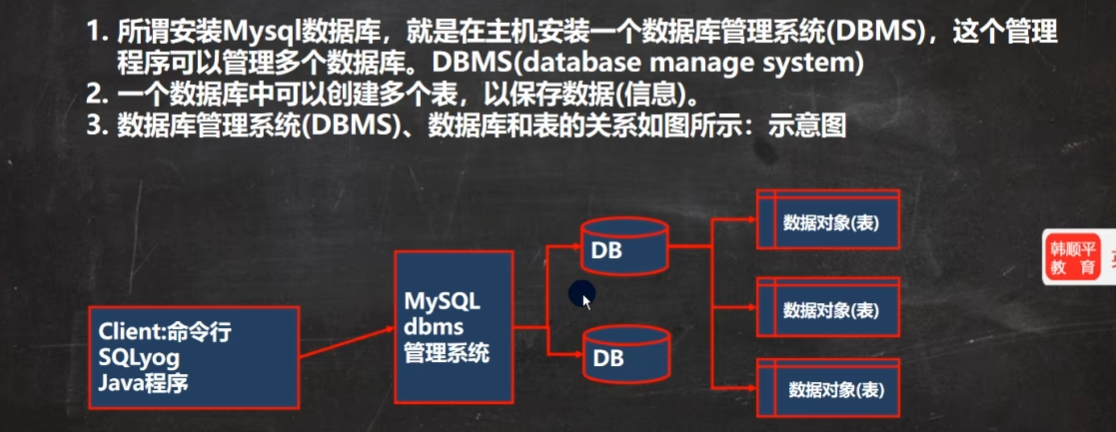 1. 所谓安装Mysql数据库，就是在主机安装一个数据库管理系统(DBMS)，这个管理
程序可以管理多个数据库。DBMS(database manage system)
2. 一个数据库中可以创建多个表，以保存数据(信息)。
3. 数据库管理系统(DBMS)、数据库和表的关系如图所示：示意图
数据对象(表)
DB
韩顺平
教 育
MySQL
dbms
管理系统
数据对象(表)
Client:命令行
SQLyog
Java程序
DB
数据对象(表)